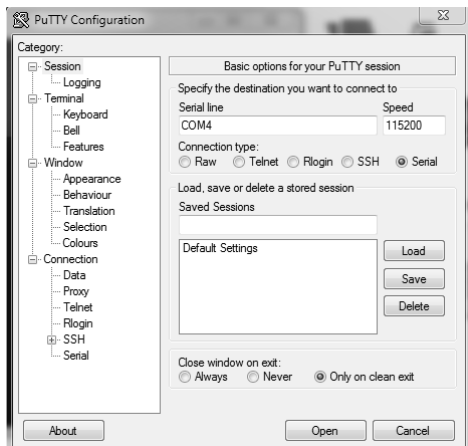 PuTTY Configuration
Category:
Session
Logging
Terminal
Keyboard
Bell
Features
Window
Appearance
Behaviour
Translation
Selection
Colours
Connection
Data
Proxy
Telnet
Rlogin
SSH
Serial
Basic options for your PuTTY session
Specify the destination you want to connect to
Serial line Speed
COM4 115200
Connection type:
Raw Telnet Rlogin SSH Serial
Load, save or delete a stored session
Saved Sessions
Default Settings
Load
Save
Delete
Close window on exit:
Always Never Only on clean exit
About Open Cancel